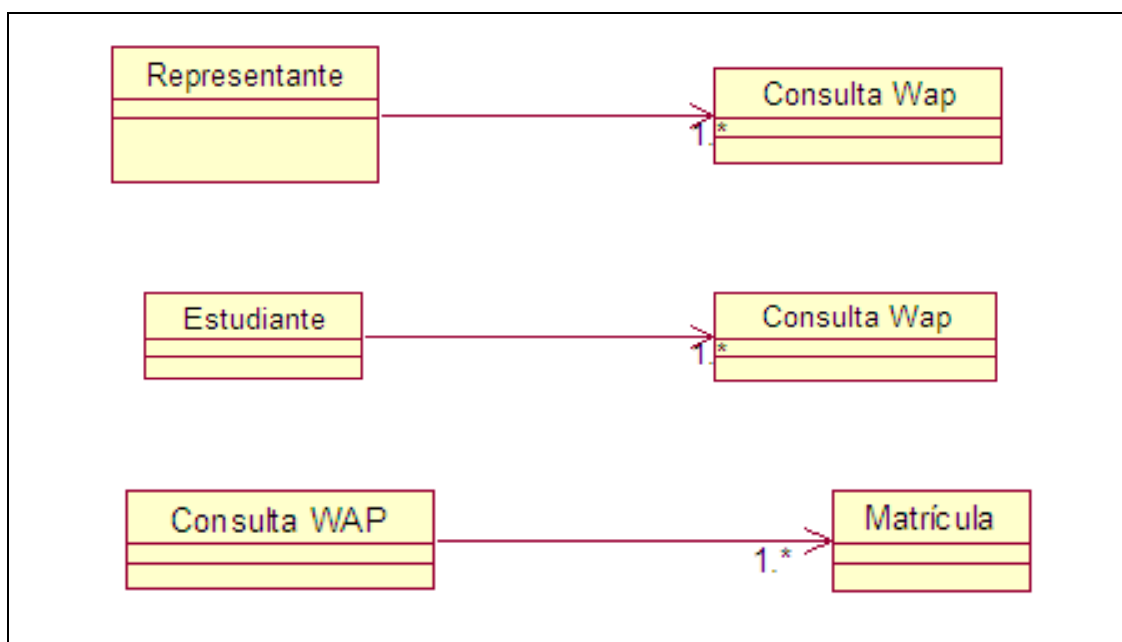 Representante
Consulta Wap
1.*
Estudiante
Consulta Wap
1.*
Consulta WAP
Matrícula
1.*